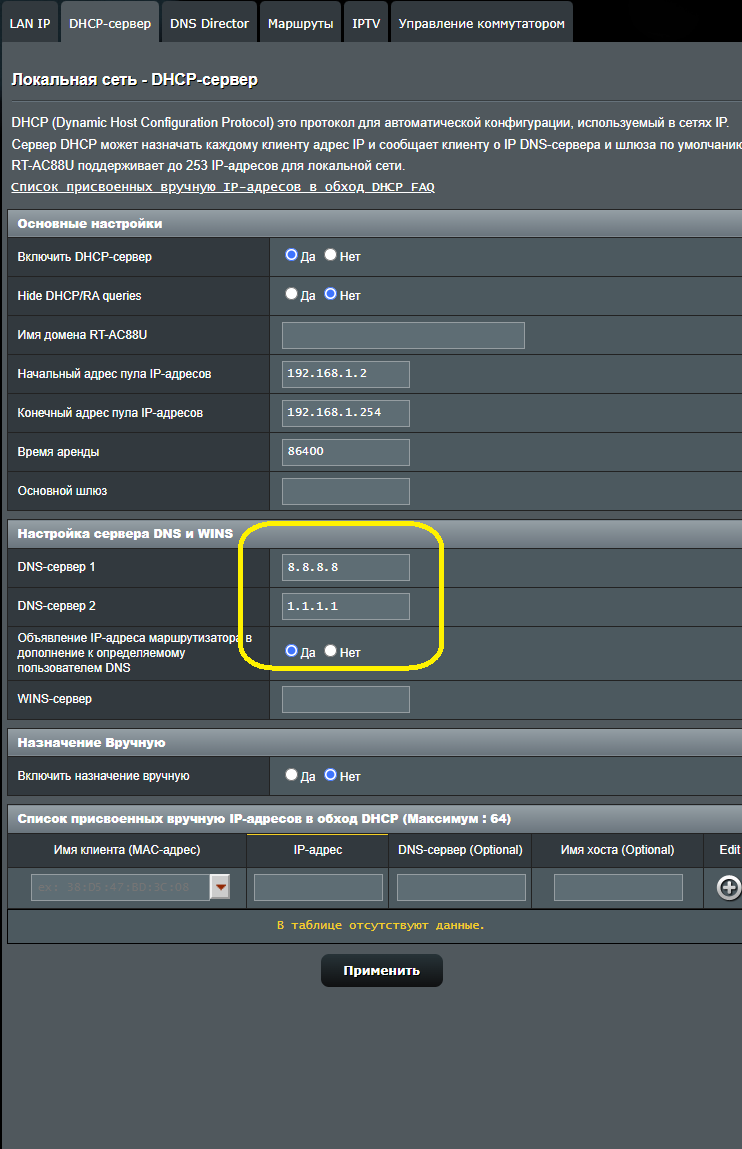 LAN IP DHCP-сервер DNS Director Маршруты IPTV Управление коммутатором
Локальная сеть - DHCP-сервер
DHCP (Dynamic Host Configuration Protocol) это протокол для автоматической конфигурации, используемый в сетях IP.
Сервер DHCP может назначать каждому клиенту адрес IP и сообщает клиенту о IP DNS-сервера и шлюза по умолчанию
RT-AC88U поддерживает до 253 IP-адресов для локальной сети.
Список присвоенных вручную IP-адресов в обход DHCP FAQ
Основные настройки
Включить DHCP-сервер Да Нет
Hide DHCP/RA queries Да Нет
Имя домена RT-AC88U
Начальный адрес пула IP-адресов 192.168.1.2
Конечный адрес пула IP-адресов 192.168.1.254
Время аренды 86400
Основной шлюз
Настройка сервера DNS и WINS
DNS-сервер 1 8.8.8.8
DNS-сервер 2 1.1.1.1
Объявление IP-адреса маршрутизатора в
дополнение к определяемому Да Нет
пользователем DNS
WINS-сервер
Назначение Вручную
Включить назначение вручную Да Нет
Список присвоенных вручную IP-адресов в обход DHCP (Максимум : 64)
Имя клиента (MAC-адрес) IP-адрес DNS-сервер (Optional) Имя хоста (Optional) Edit
ex: 38:D5:47:BD:3C:08
В таблице отсутствуют данные.
Применить